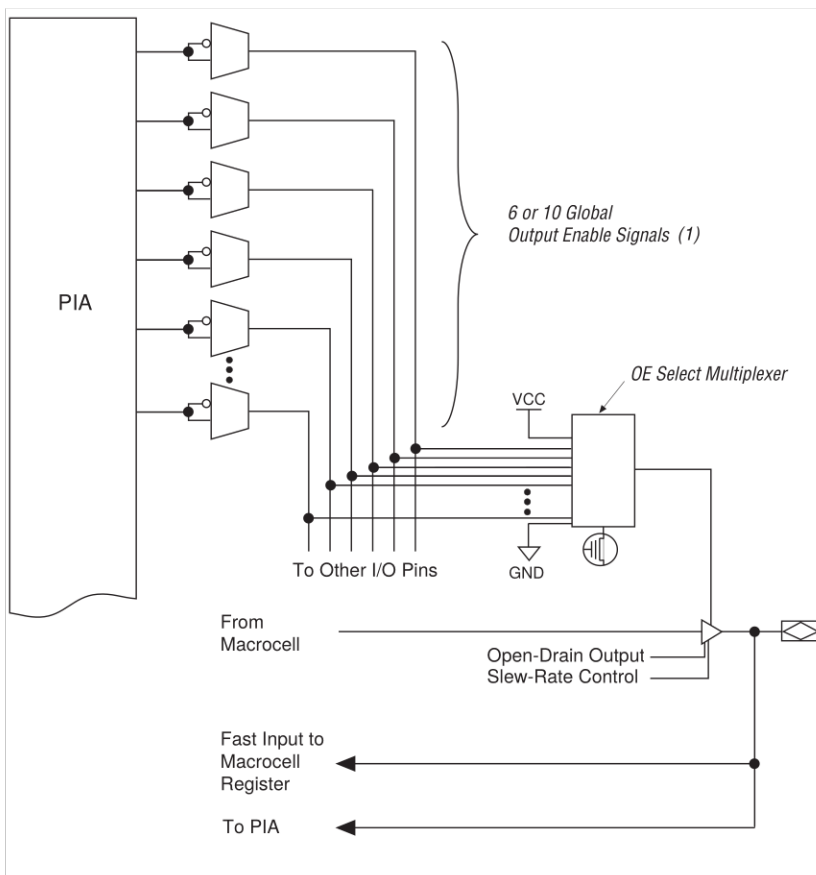 PIA
6 or 10 Global
Output Enable Signals (1)
OE Select Multiplexer
VCC
GND
To Other I/O Pins
From
Macrocell
Open-Drain Output
Slew-Rate Control
Fast Input to
Macrocell
Register
To PIA